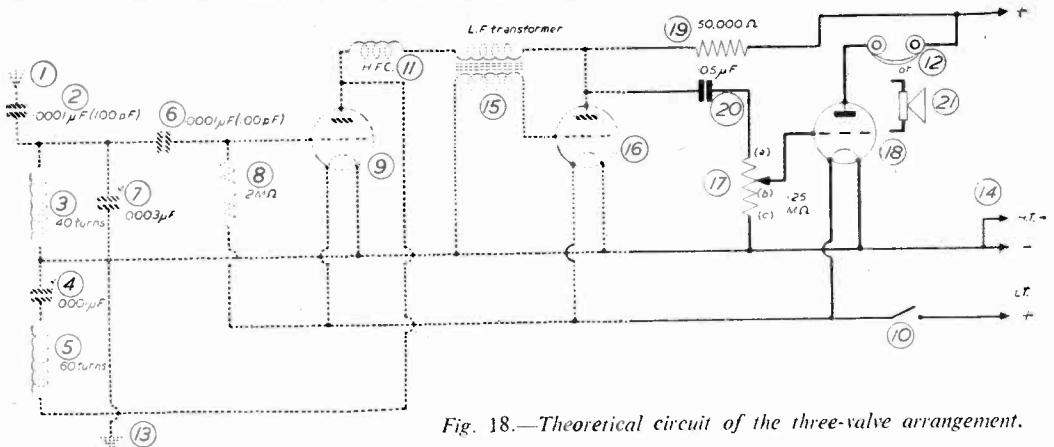 1
2
.0001µF(100pF)
3
40 turns
4
.0001µF
5
60 turns
6
.0001µF(100pF)
7
.0003µF
8
2MΩ
9
H.F.C.
11
L.F transformer
15
16
19
50,000Ω
.05µF
20
17
(a)
(b)
(c)
.25
MΩ
18
12
or
21
14
H.T.-
+
-
L.T.
+
10
13
Fig. 18.—Theoretical circuit of the three-valve arrangement.